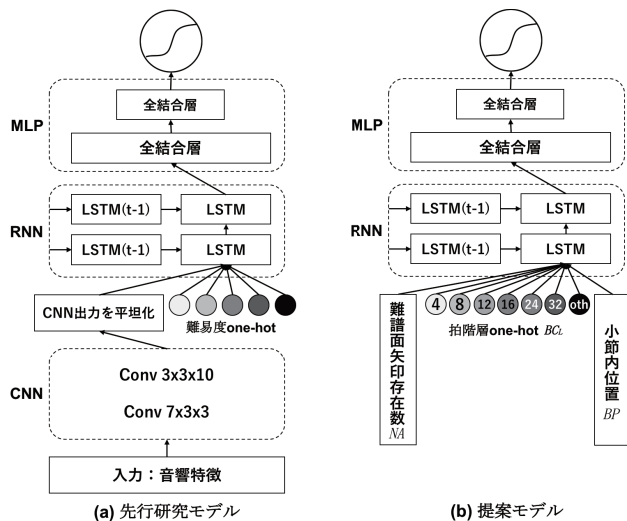 MLP
全結合層
全結合層
RNN
LSTM(t-1)
LSTM
LSTM(t-1)
LSTM
CNN出力を平坦化
難易度one-hot
CNN
Conv 3x3x10
Conv 7x3x3
入力：音響特徴
(a) 先行研究モデル
MLP
全結合層
全結合層
RNN
LSTM(t-1)
LSTM
LSTM(t-1)
LSTM
難譜面矢印存在数 NA
4 8 12 16 24 32 oth
拍階層one-hot BCL
小節内位置 BP
(b) 提案モデル